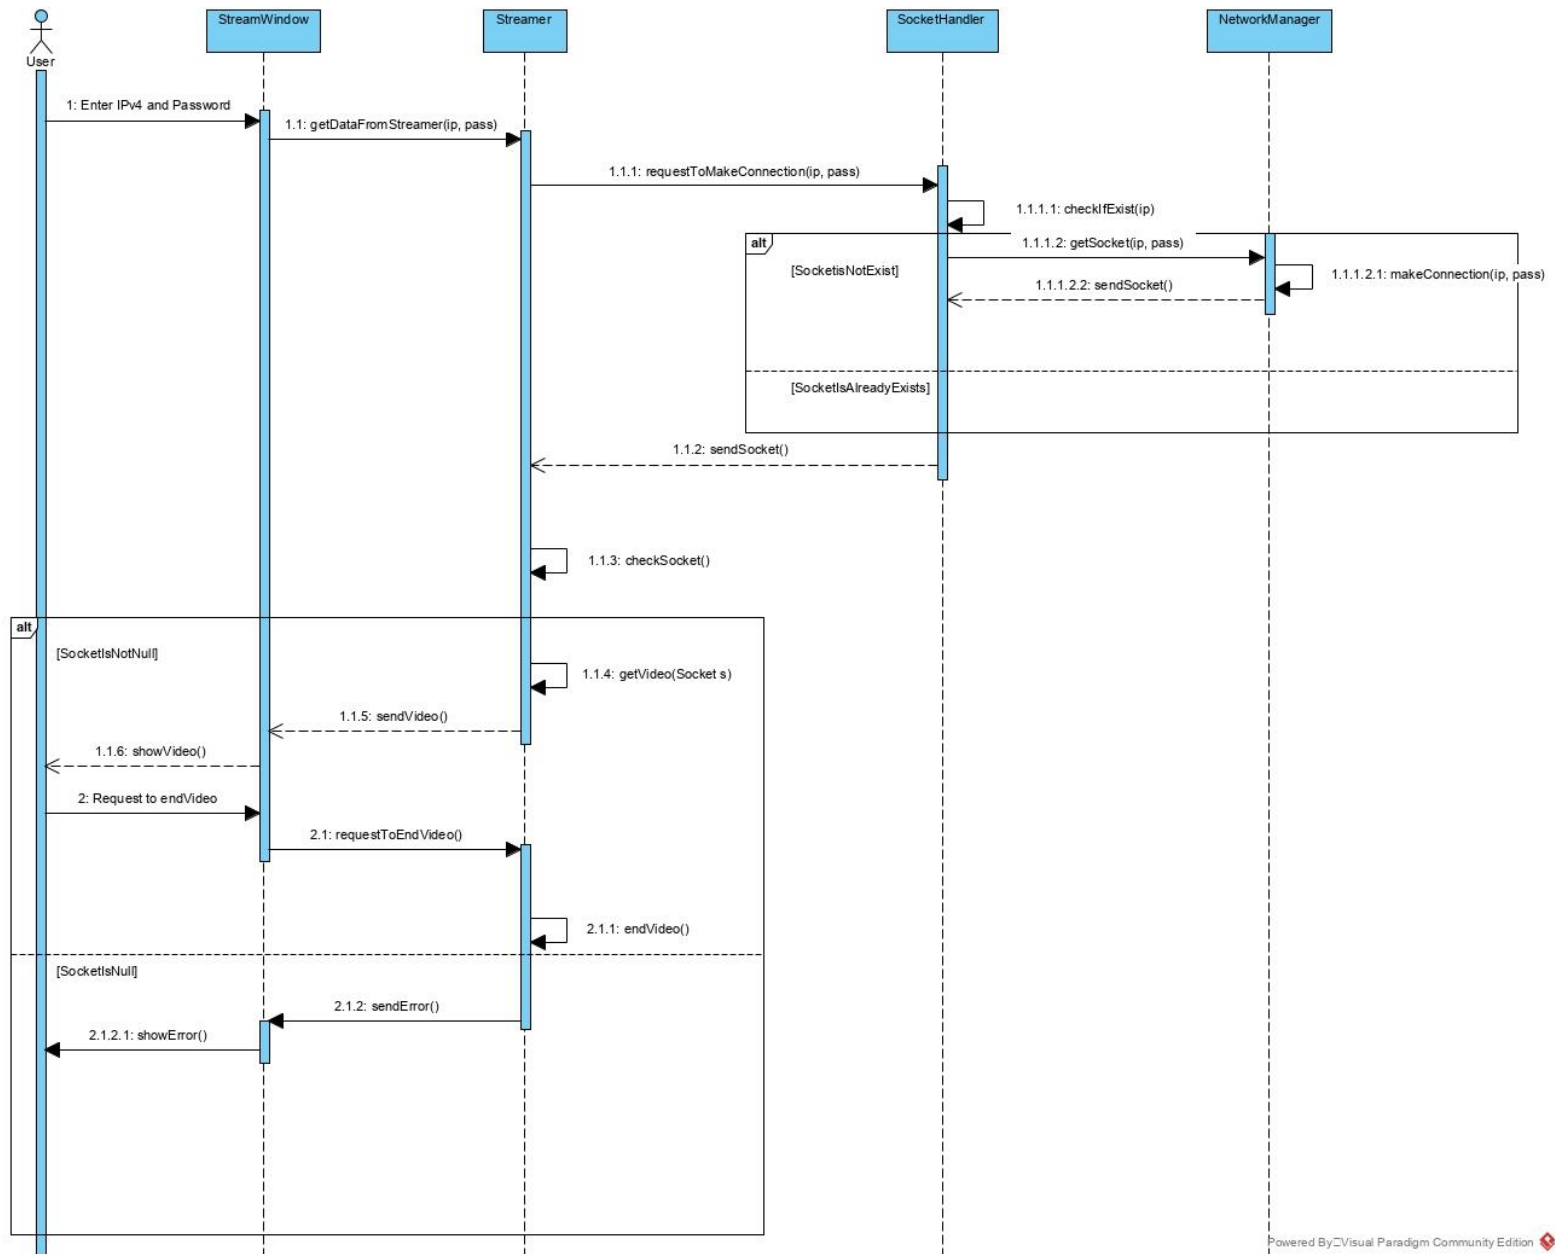 StreamWindow
Streamer
SocketHandler
NetworkManager
User
1: Enter IPv4 and Password
1.1: getDataFromStreamer(ip, pass)
1.1.1: requestToMakeConnection(ip, pass)
1.1.1.1: checkIfExist(ip)
alt
1.1.1.2: getSocket(ip, pass)
[SocketisNotExist]
1.1.1.2.1: makeConnection(ip, pass)
1.1.1.2.2: sendSocket()
[SocketIsAlreadyExists]
1.1.2: sendSocket()
1.1.3: checkSocket()
alt
[SocketIsNotNull]
1.1.4: getVideo(Socket s)
1.1.5: sendVideo()
1.1.6: showVideo()
2: Request to endVideo
2.1: requestToEndVideo()
2.1.1: endVideo()
[SocketIsNull]
2.1.2: sendError()
2.1.2.1: showError()
Powered By Visual Paradigm Community Edition